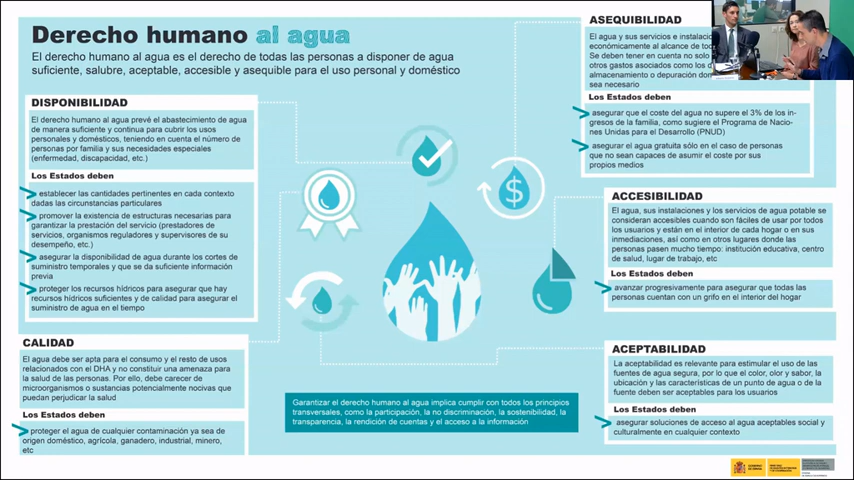 Derecho humano al agua
El derecho humano al agua es el derecho de todas las personas a disponer de agua
suficiente, salubre, aceptable, accesible y asequible para el uso personal y doméstico
DISPONIBILIDAD
El derecho humano al agua prevé el abastecimiento de agua
de manera suficiente y continua para cubrir los usos
personales y domésticos, teniendo en cuenta el número de
personas por familia y sus necesidades especiales
(enfermedad, discapacidad, etc.)
Los Estados deben
establecer las cantidades pertinentes en cada contexto
dadas las circunstancias particulares
promover la existencia de estructuras necesarias para
garantizar la prestación del servicio (prestadores de
servicios, organismos reguladores y supervisores de su
desempeño, etc.)
asegurar la disponibilidad de agua durante los cortes de
suministro temporales y que se da suficiente información
previa
proteger los recursos hídricos para asegurar que hay
recursos hídricos suficientes y de calidad para asegurar el
suministro de agua en el tiempo
CALIDAD
El agua debe ser apta para el consumo y el resto de usos
relacionados con el DHA y no constituir una amenaza para
la salud de las personas. Por ello, debe carecer de
microorganismos o sustancias potencialmente nocivas que
puedan perjudicar la salud
Los Estados deben
proteger el agua de cualquier contaminación ya sea de
origen doméstico, agrícola, ganadero, industrial, minero,
etc
$
Garantizar el derecho humano al agua implica cumplir con todos los principios
transversales, como la participación, la no discriminación, la sostenibilidad, la
transparencia, la rendición de cuentas y el acceso a la información
ASEQUIBILIDAD
El agua y sus servicios e instalacio
económicamente al alcance de tod
Se deben tener en cuenta no solo
otros gastos asociados como los d
almacenamiento o depuración don
sea necesario
Los Estados deben
asegurar que el coste del agua no supere el 3% de los in-
gresos de la familia, como sugiere el Programa de Nacio-
nes Unidas para el Desarrollo (PNUD)
asegurar el agua gratuita sólo en el caso de personas
que no sean capaces de asumir el coste por sus
propios medios
ACCESIBILIDAD
El agua, sus instalaciones y los servicios de agua potable se
consideran accesibles cuando son fáciles de usar por todos
los usuarios y están en el interior de cada hogar o en sus
inmediaciones, así como en otros lugares donde las
personas pasen mucho tiempo: institución educativa, centro
de salud, lugar de trabajo, etc
Los Estados deben
avanzar progresivamente para asegurar que todas las
personas cuentan con un grifo en el interior del hogar
ACEPTABILIDAD
La aceptabilidad es relevante para estimular el uso de las
fuentes de agua segura, por lo que el color, olor y sabor, la
ubicación y las características de un punto de agua o de la
fuente deben ser aceptables para los usuarios
Los Estados deben
asegurar soluciones de acceso al agua aceptables social y
culturalmente en cualquier contexto